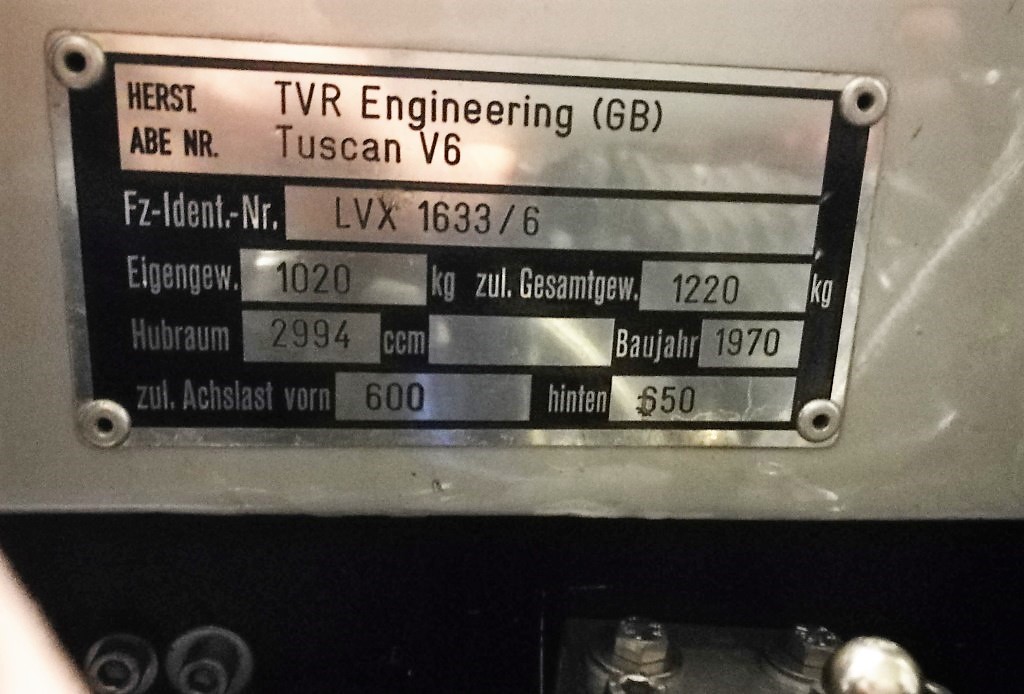 HERST. TVR Engineering (GB)
ABE NR. Tuscan V6
Fz-Ident.-Nr. LVX 1633/6
Eigengew. 1020 kg zul. Gesamtgew. 1220 kg
Hubraum 2994 ccm Baujahr 1970
zul. Achslast vorn 600 hinten 650